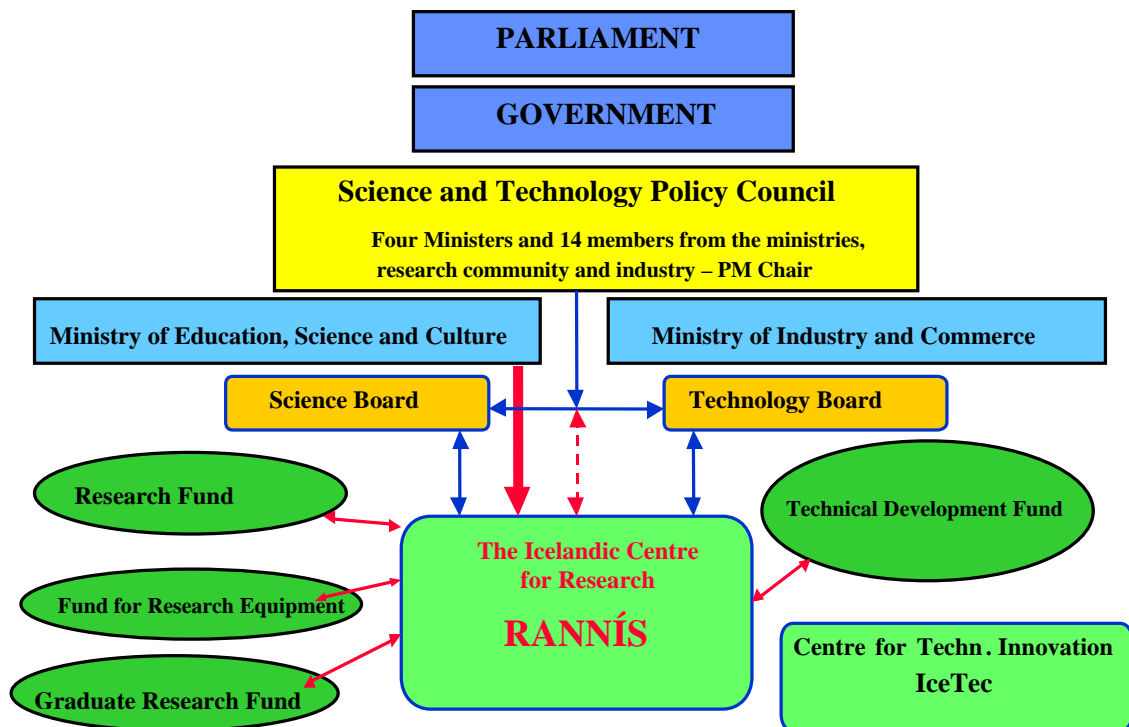 PARLIAMENT
GOVERNMENT
Science and Technology Policy Council
Four Ministers and 14 members from the ministries,
research community and industry – PM Chair
Ministry of Education, Science and Culture
Ministry of Industry and Commerce
Science Board
Technology Board
Research Fund
Technical Development Fund
The Icelandic Centre
for Research
RANNÍS
Fund for Research Equipment
Graduate Research Fund
Centre for Techn. Innovation
IceTec